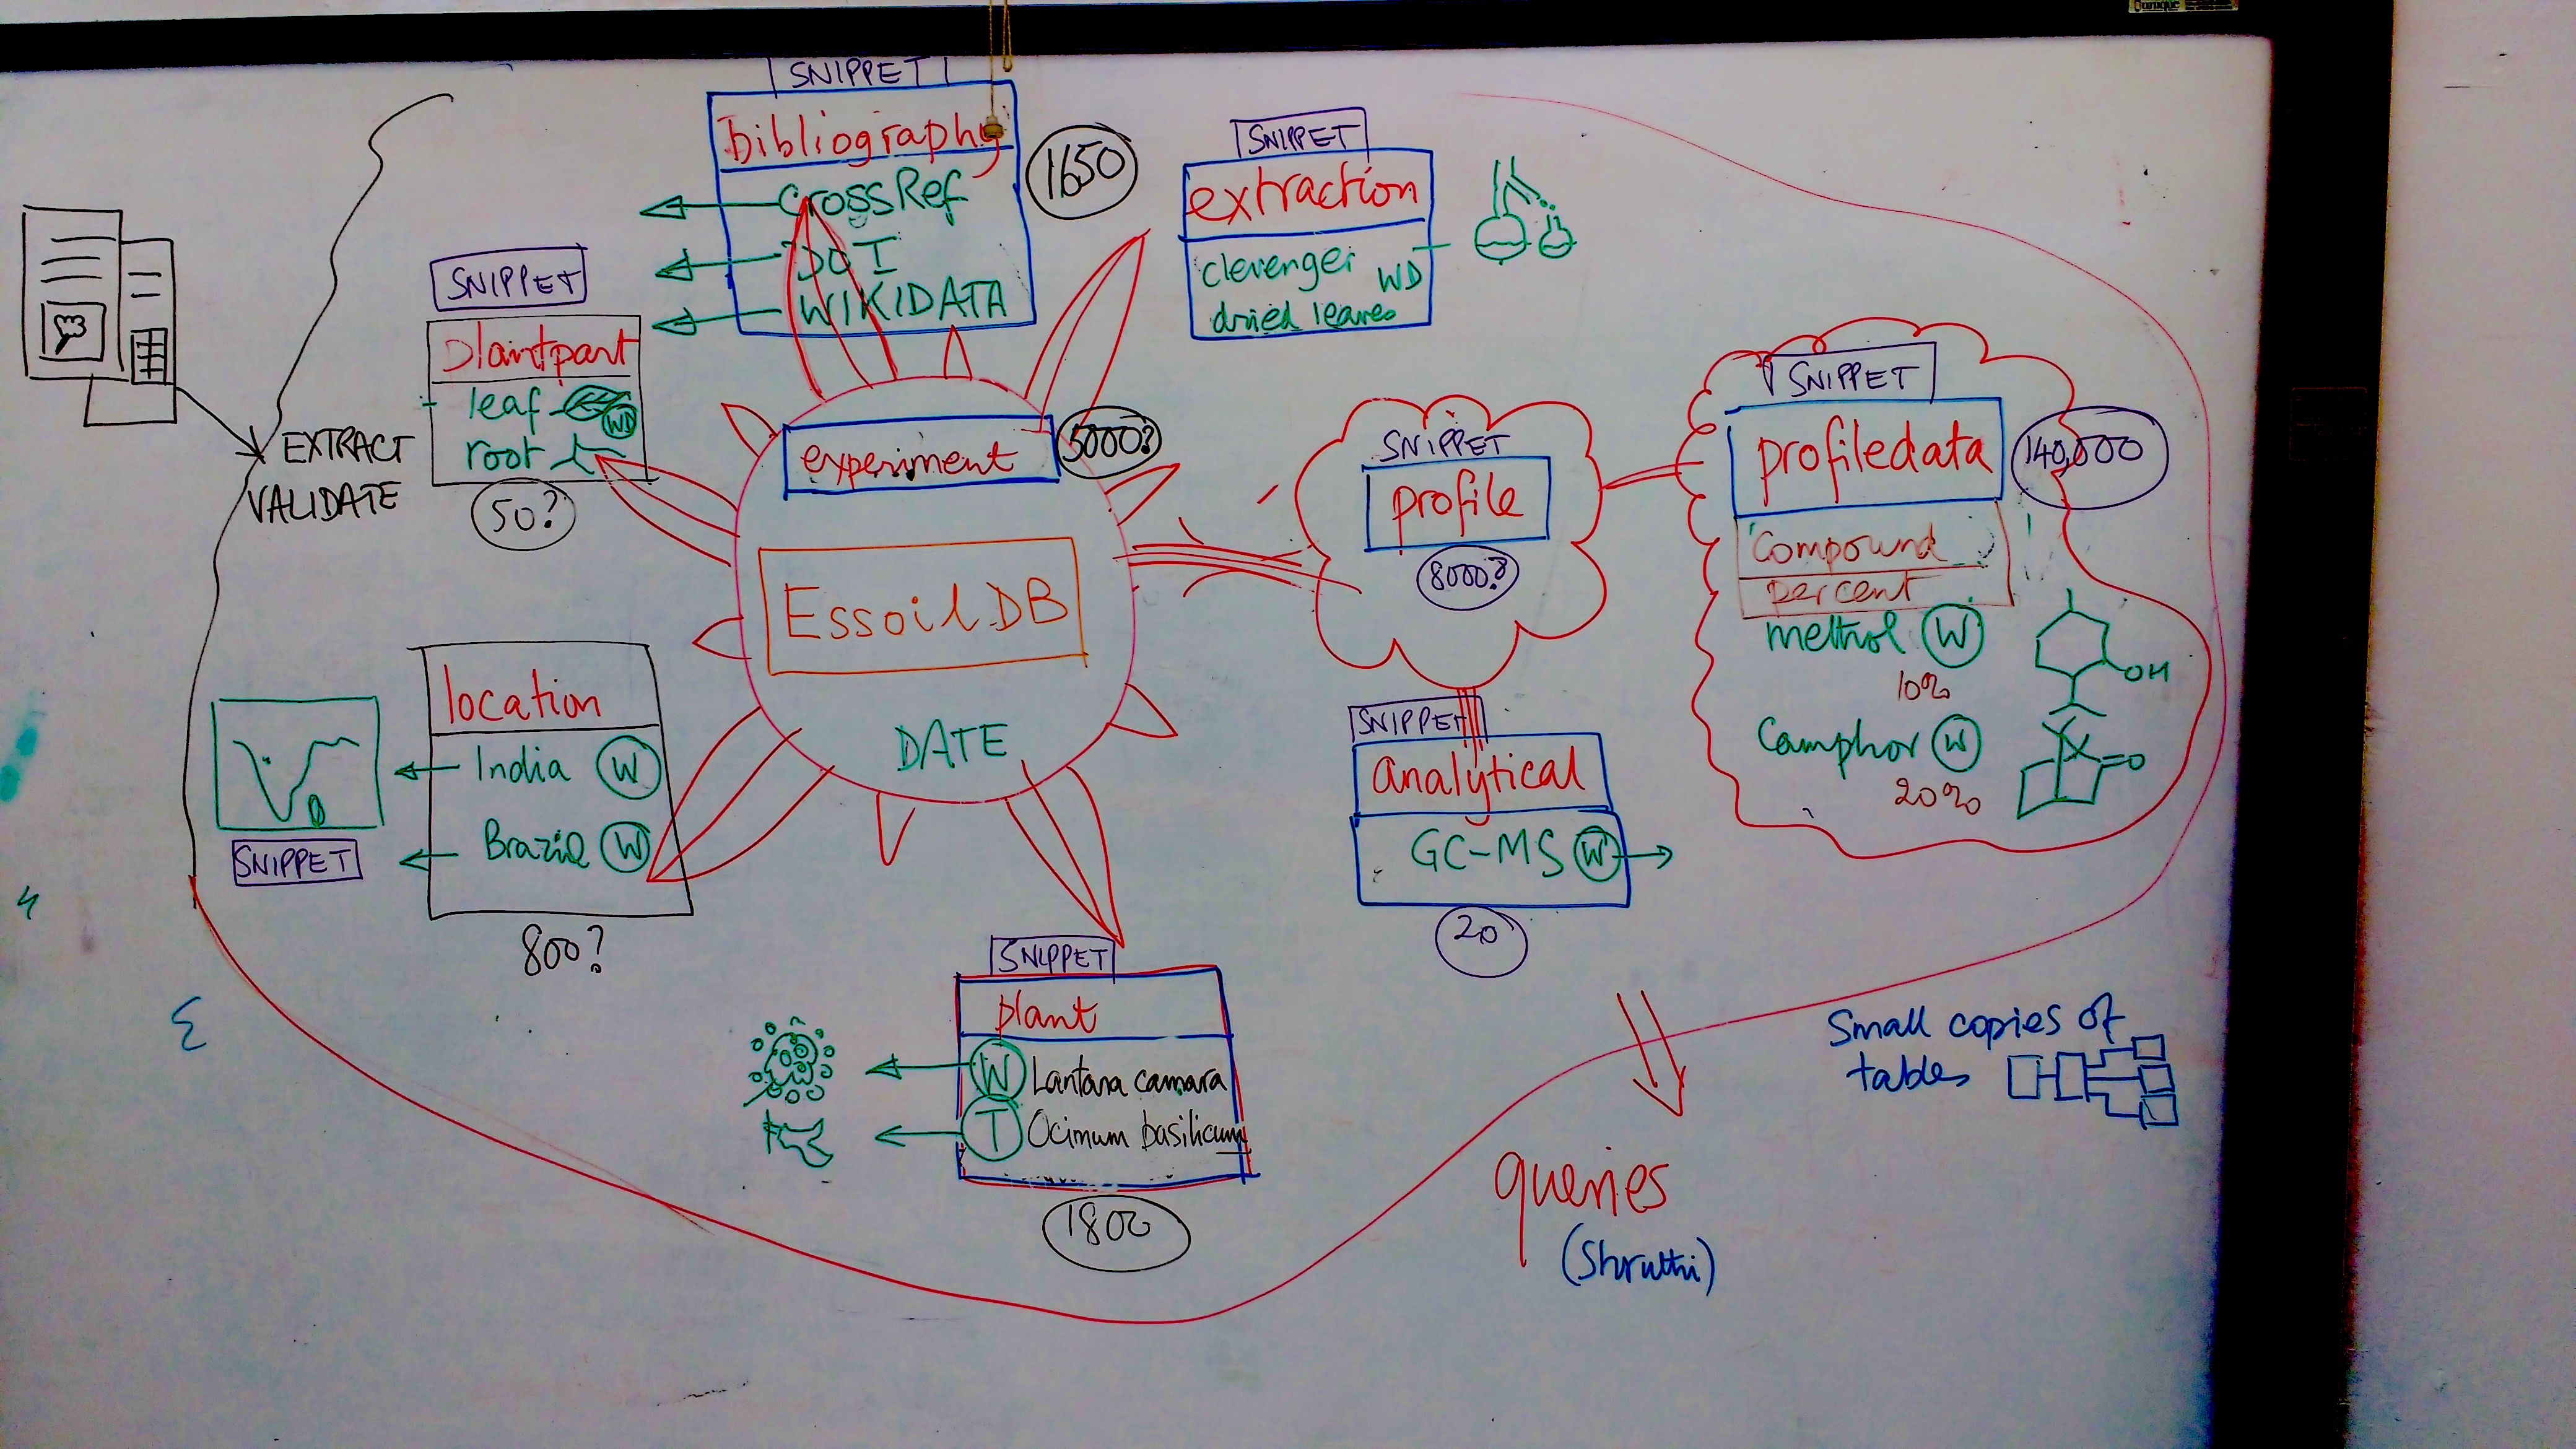 SNIPPET
bibliography
CrossRef
DOI
WIKIDATA
1650
SNIPPET
extraction
clevenger WD
dried leaves
SNIPPET
plantpart
leaf WD
root
50?
EXTRACT
VALIDATE
experiment
5000?
EssoilDB
DATE
SNIPPET
profile
8000?
SNIPPET
profiledata
140,000
Compound
percent
methol W
10%
Camphor W
20%
OH
O
location
India W
Brazil W
800?
SNIPPET
SNIPPET
analytical
GC-MS W
20
SNIPPET
plant
W Lantana camara
T Ocimum basilicum
1800
queries
(Shruthi)
Small copies of
tables